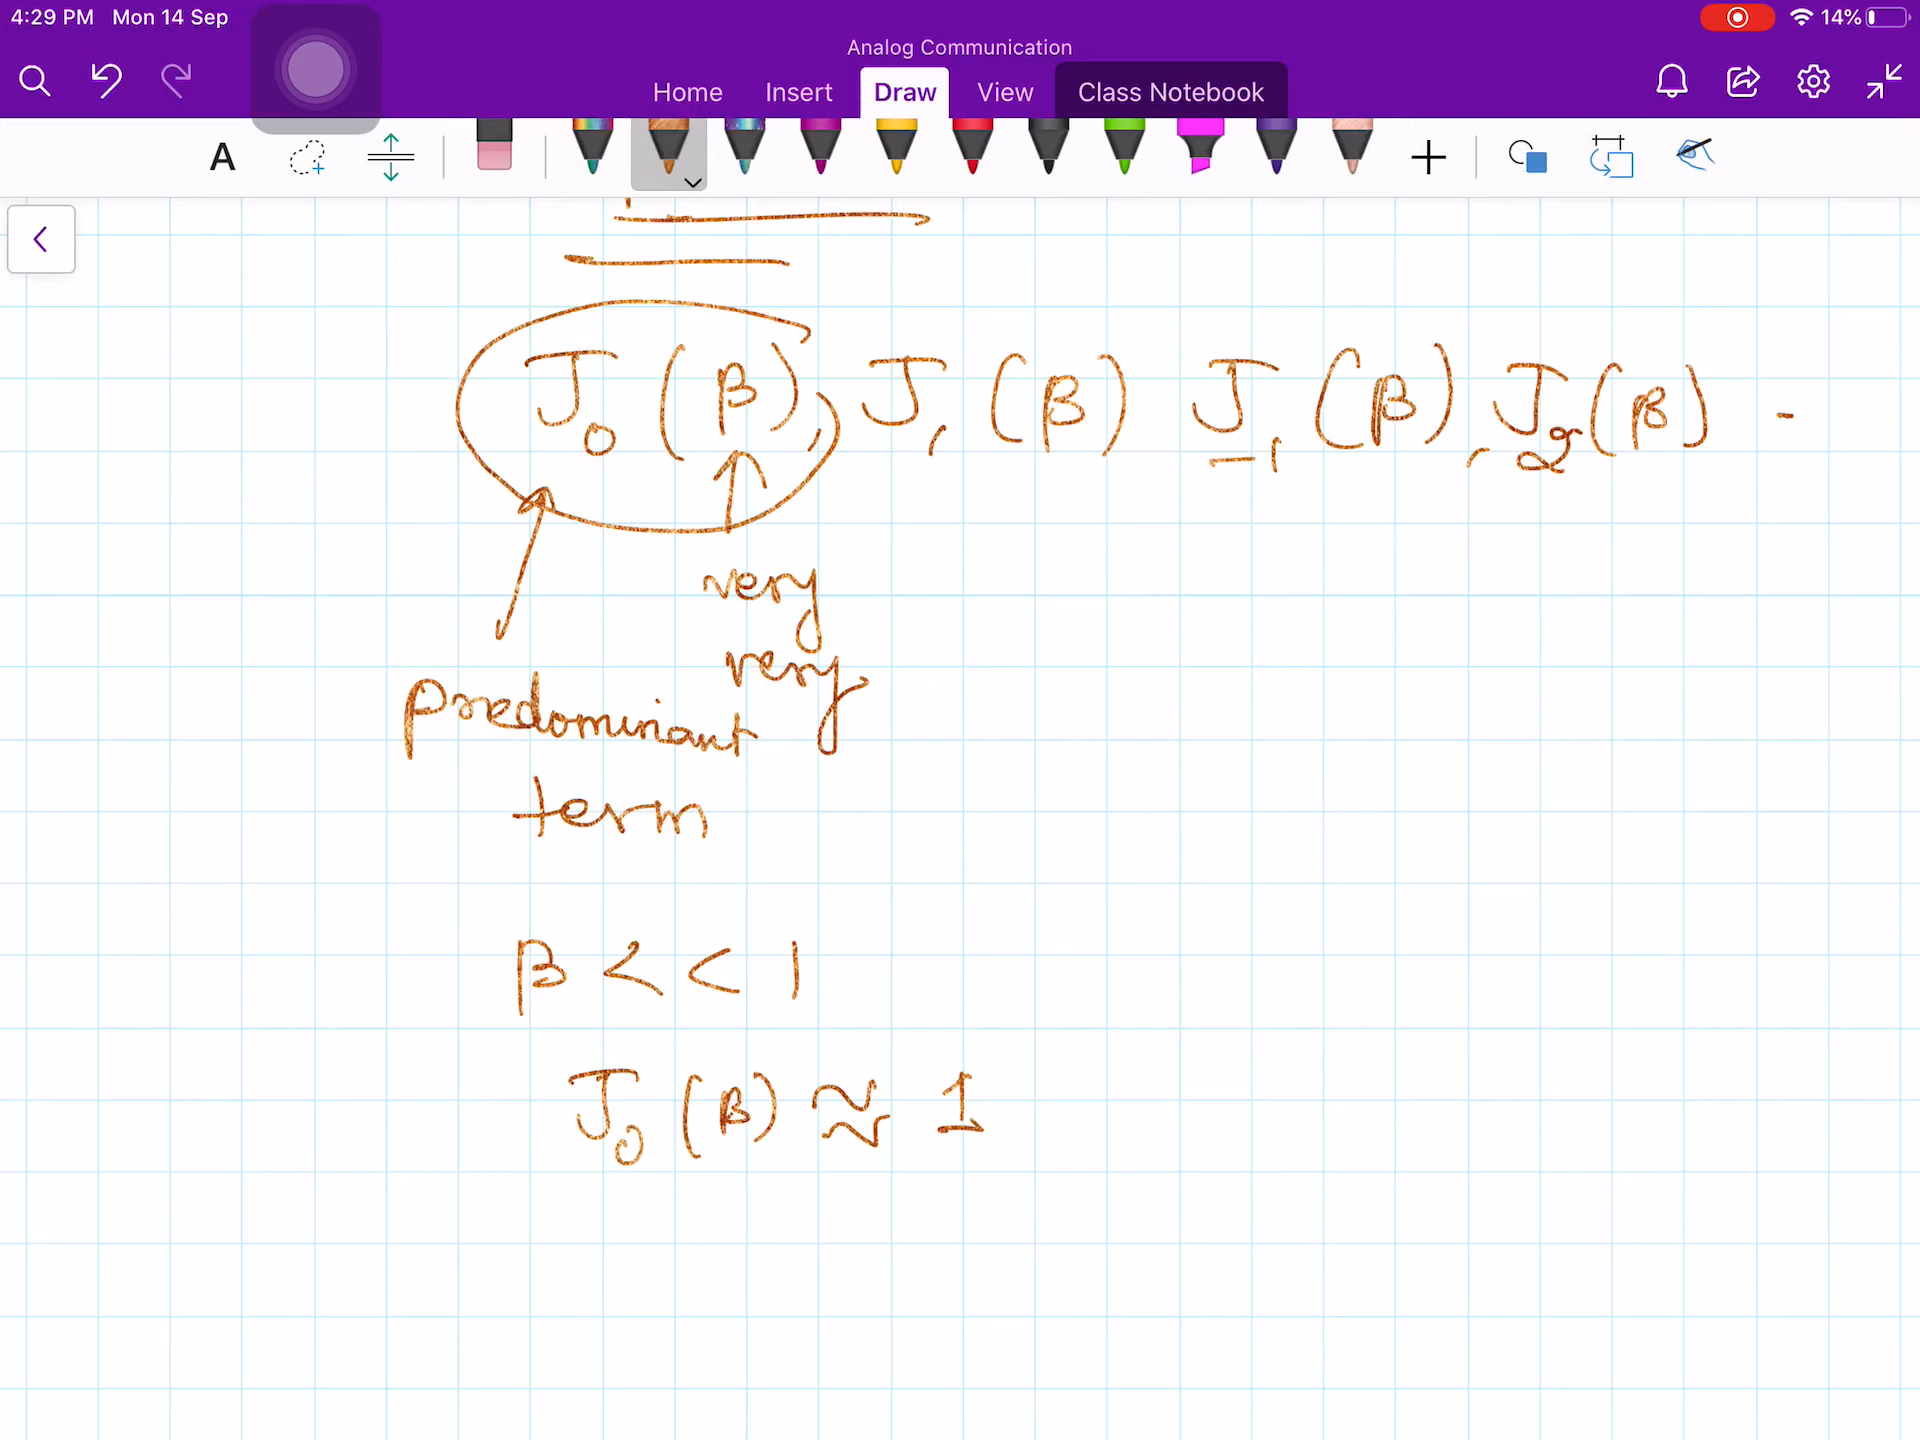 4:29 PM Mon 14 Sep
14%
Analog Communication
Home Insert Draw View Class Notebook
A
J₀(β), J₁(β) J₋₁(β), J₂(β) -
very
very
predominant
term
β << 1
J₀(β) ≈ 1